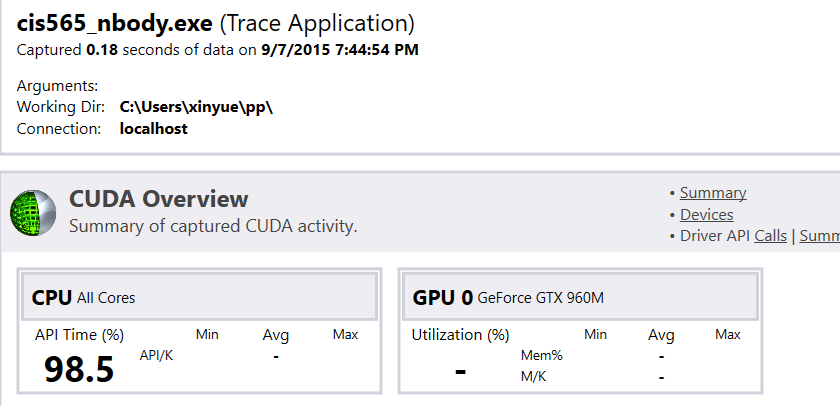 cis565_nbody.exe (Trace Application)
Captured 0.18 seconds of data on 9/7/2015 7:44:54 PM
Arguments:
Working Dir: C:\Users\xinyue\pp\
Connection: localhost
CUDA Overview
Summary of captured CUDA activity.
• Summary
• Devices
• Driver API Calls | Summ
CPU All Cores
API Time (%) Min Avg Max
98.5 API/K -
GPU 0 GeForce GTX 960M
Utilization (%) Min Avg Max
- Mem% -
M/K -